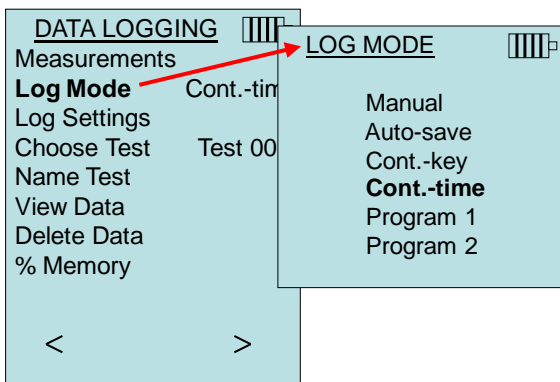 DATA LOGGING
Measurements
Log Mode Cont.-tim
Log Settings
Choose Test Test 00
Name Test
View Data
Delete Data
% Memory
< >
LOG MODE
Manual
Auto-save
Cont.-key
Cont.-time
Program 1
Program 2